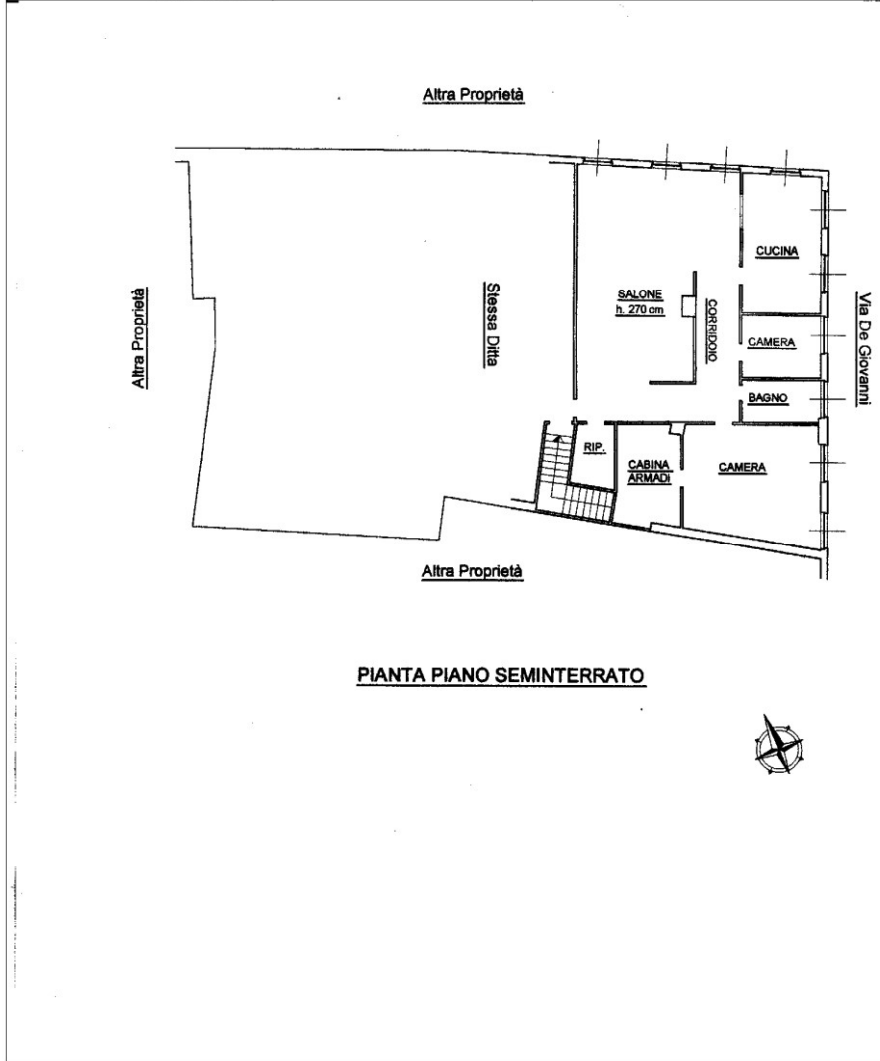 Altra Proprietà
CUCINA
Altra Proprietà
Stessa Ditta
SALONE
h. 270 cm
CORRIDOIO
Via De Giovanni
CAMERA
BAGNO
RIP.
CABINA
ARMADI
CAMERA
Altra Proprietà
PIANTA PIANO SEMINTERRATO